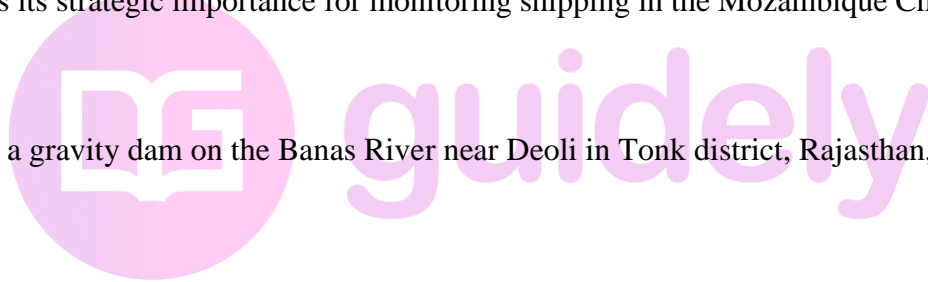 s its strategic importance for monitoring shipping in the Mozambique Ch
guidely
a gravity dam on the Banas River near Deoli in Tonk district, Rajasthan,